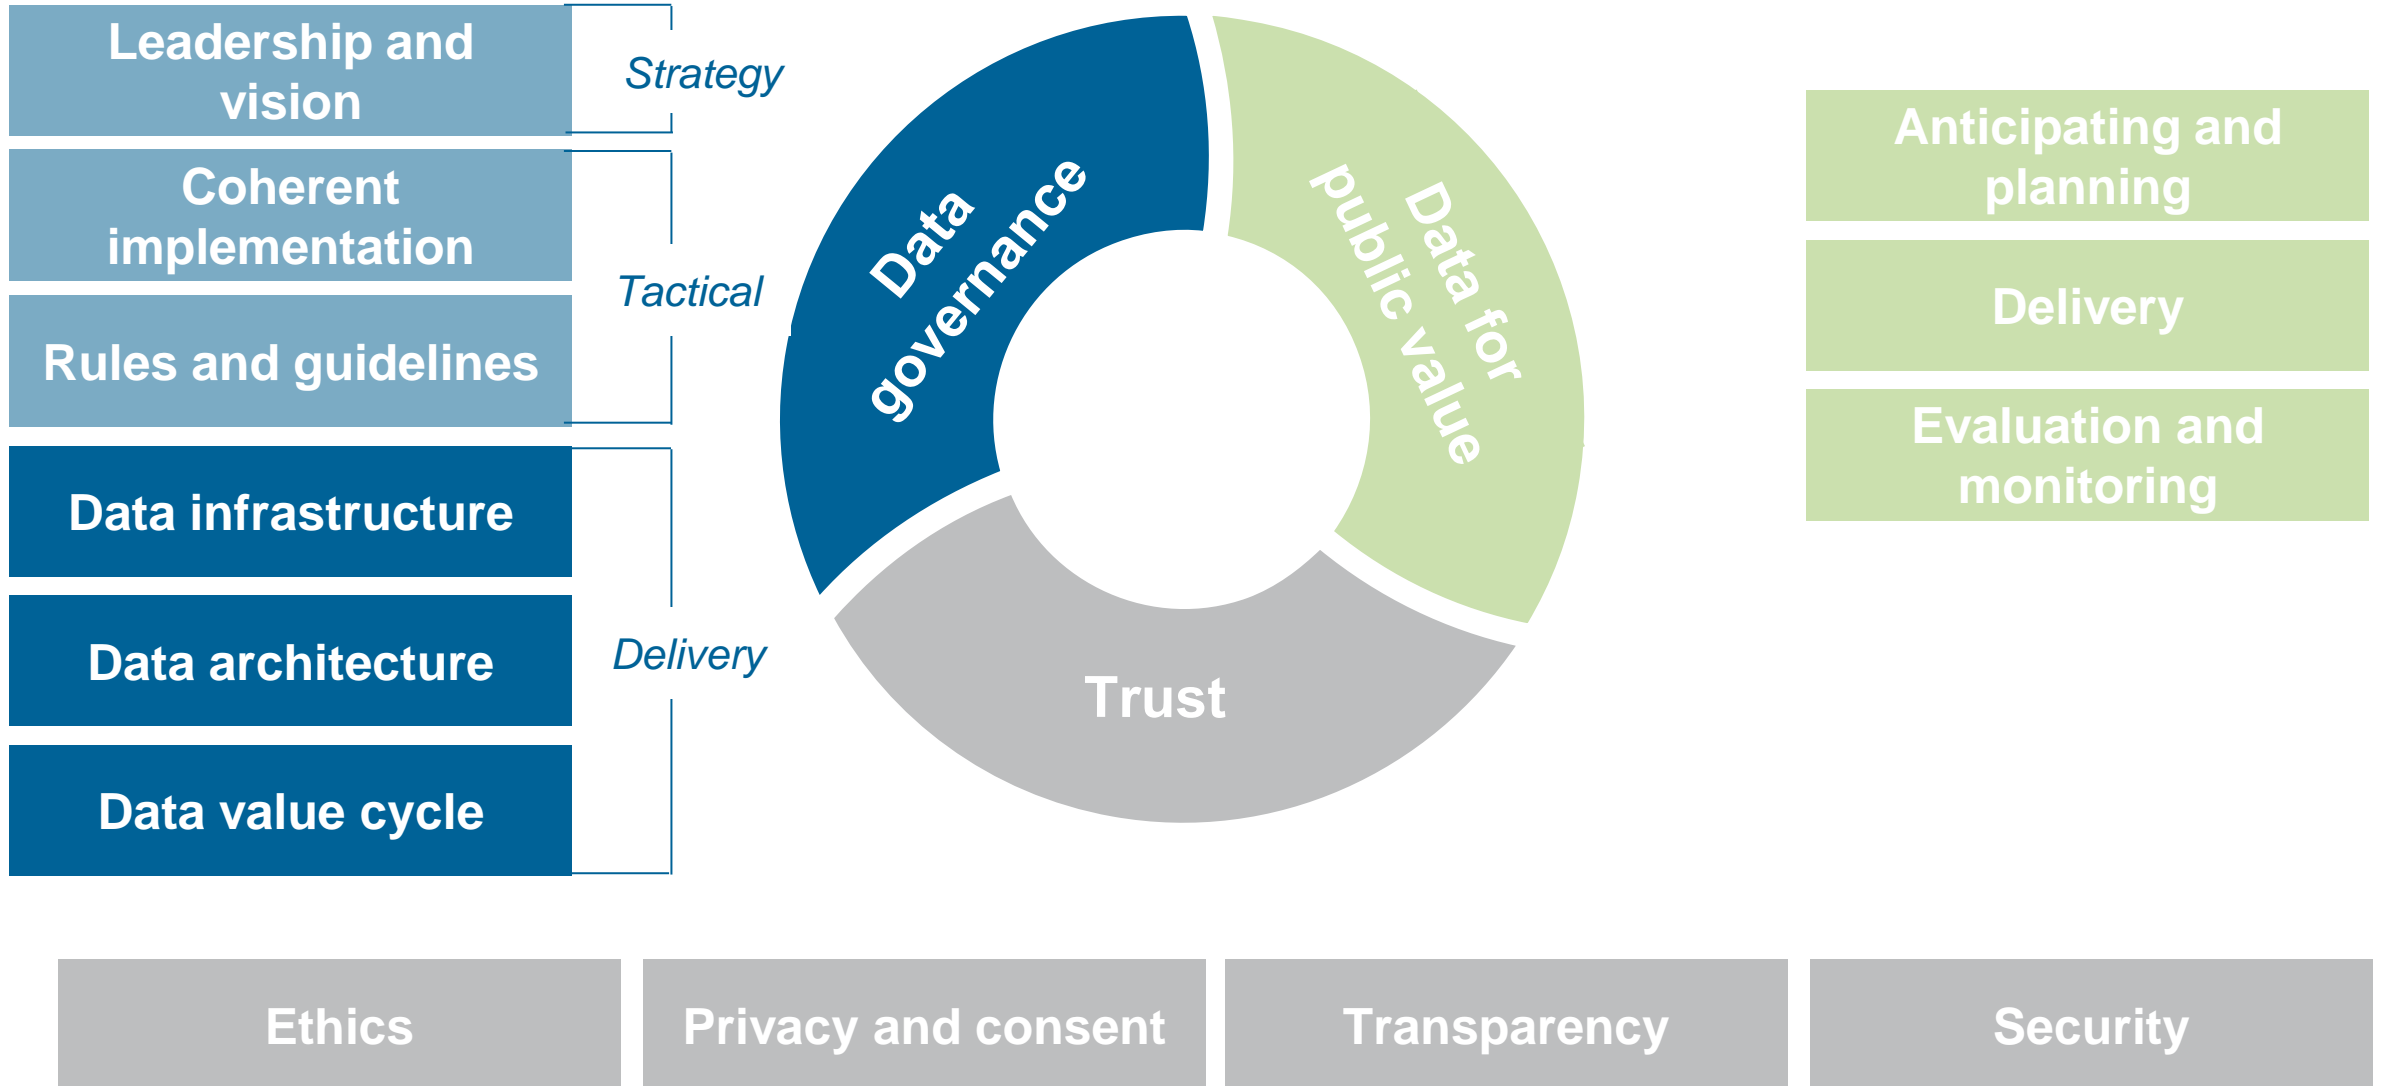 Leadership and
vision
Strategy
Coherent
implementation
Tactical
Rules and guidelines
Data infrastructure
Data architecture
Delivery
Data value cycle
Data
governance
Data for
public value
Trust
Anticipating and
planning
Delivery
Evaluation and
monitoring
Ethics
Privacy and consent
Transparency
Security